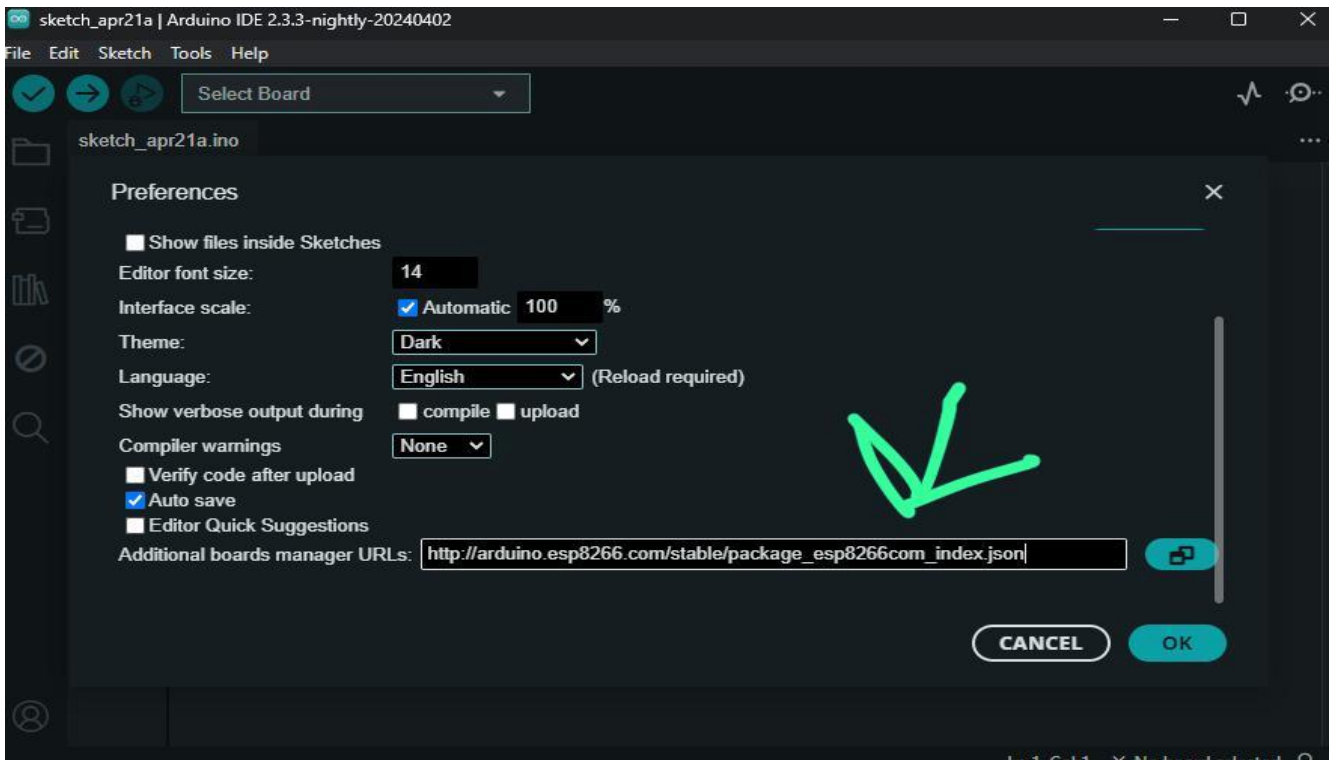 sketch_apr21a | Arduino IDE 2.3.3-nightly-20240402
File Edit Sketch Tools Help
Select Board
sketch_apr21a.ino
Preferences
Show files inside Sketches
Editor font size: 14
Interface scale: Automatic 100 %
Theme: Dark
Language: English (Reload required)
Show verbose output during compile upload
Compiler warnings None
Verify code after upload
Auto save
Editor Quick Suggestions
Additional boards manager URLs: http://arduino.esp8266.com/stable/package_esp8266com_index.json
CANCEL OK